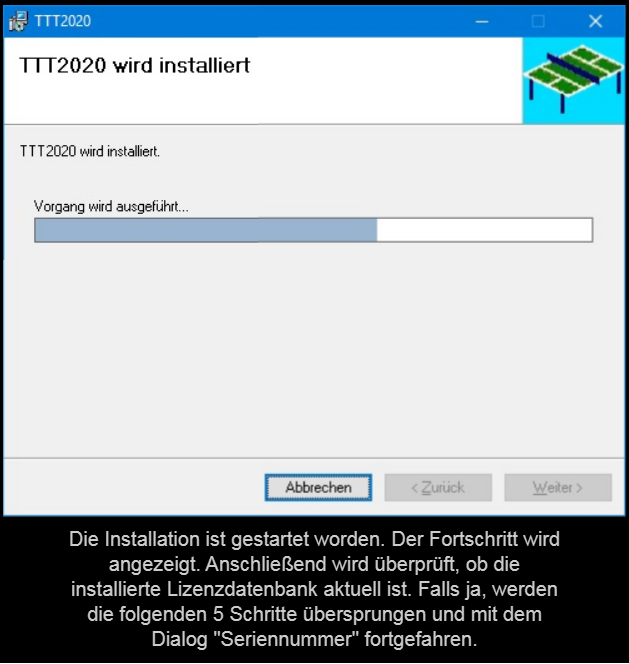 TTT2020
TTT2020 wird installiert
TTT2020 wird installiert.
Vorgang wird ausgeführt...
Abbrechen
< Zurück
Weiter >
Die Installation ist gestartet worden. Der Fortschritt wird
angezeigt. Anschließend wird überprüft, ob die
installierte Lizenzdatenbank aktuell ist. Falls ja, werden
die folgenden 5 Schritte übersprungen und mit dem
Dialog "Seriennummer" fortgefahren.